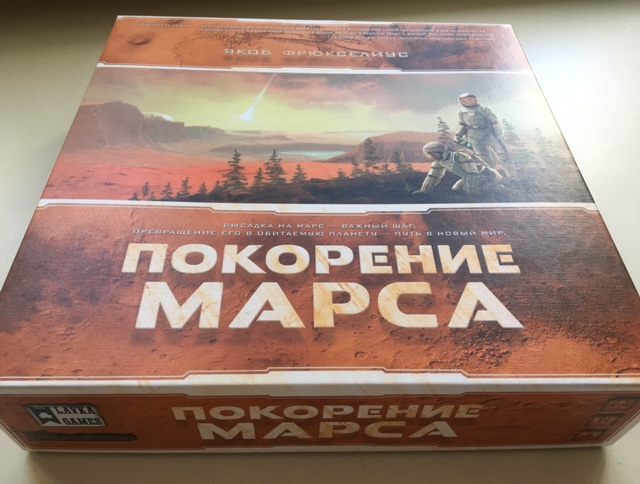 ЯКОБ ФРЮКСЕЛИУС
ВЫСАДКА НА МАРС — ВАЖНЫЙ ШАГ.
ПРЕВРАЩЕНИЕ ЕГО В ОБИТАЕМУЮ ПЛАНЕТУ — ПУТЬ В НОВЫЙ МИР.
ПОКОРЕНИЕ
МАРСА
LAVKA
GAMES
ПОКОРЕНИЕ
МАРСА